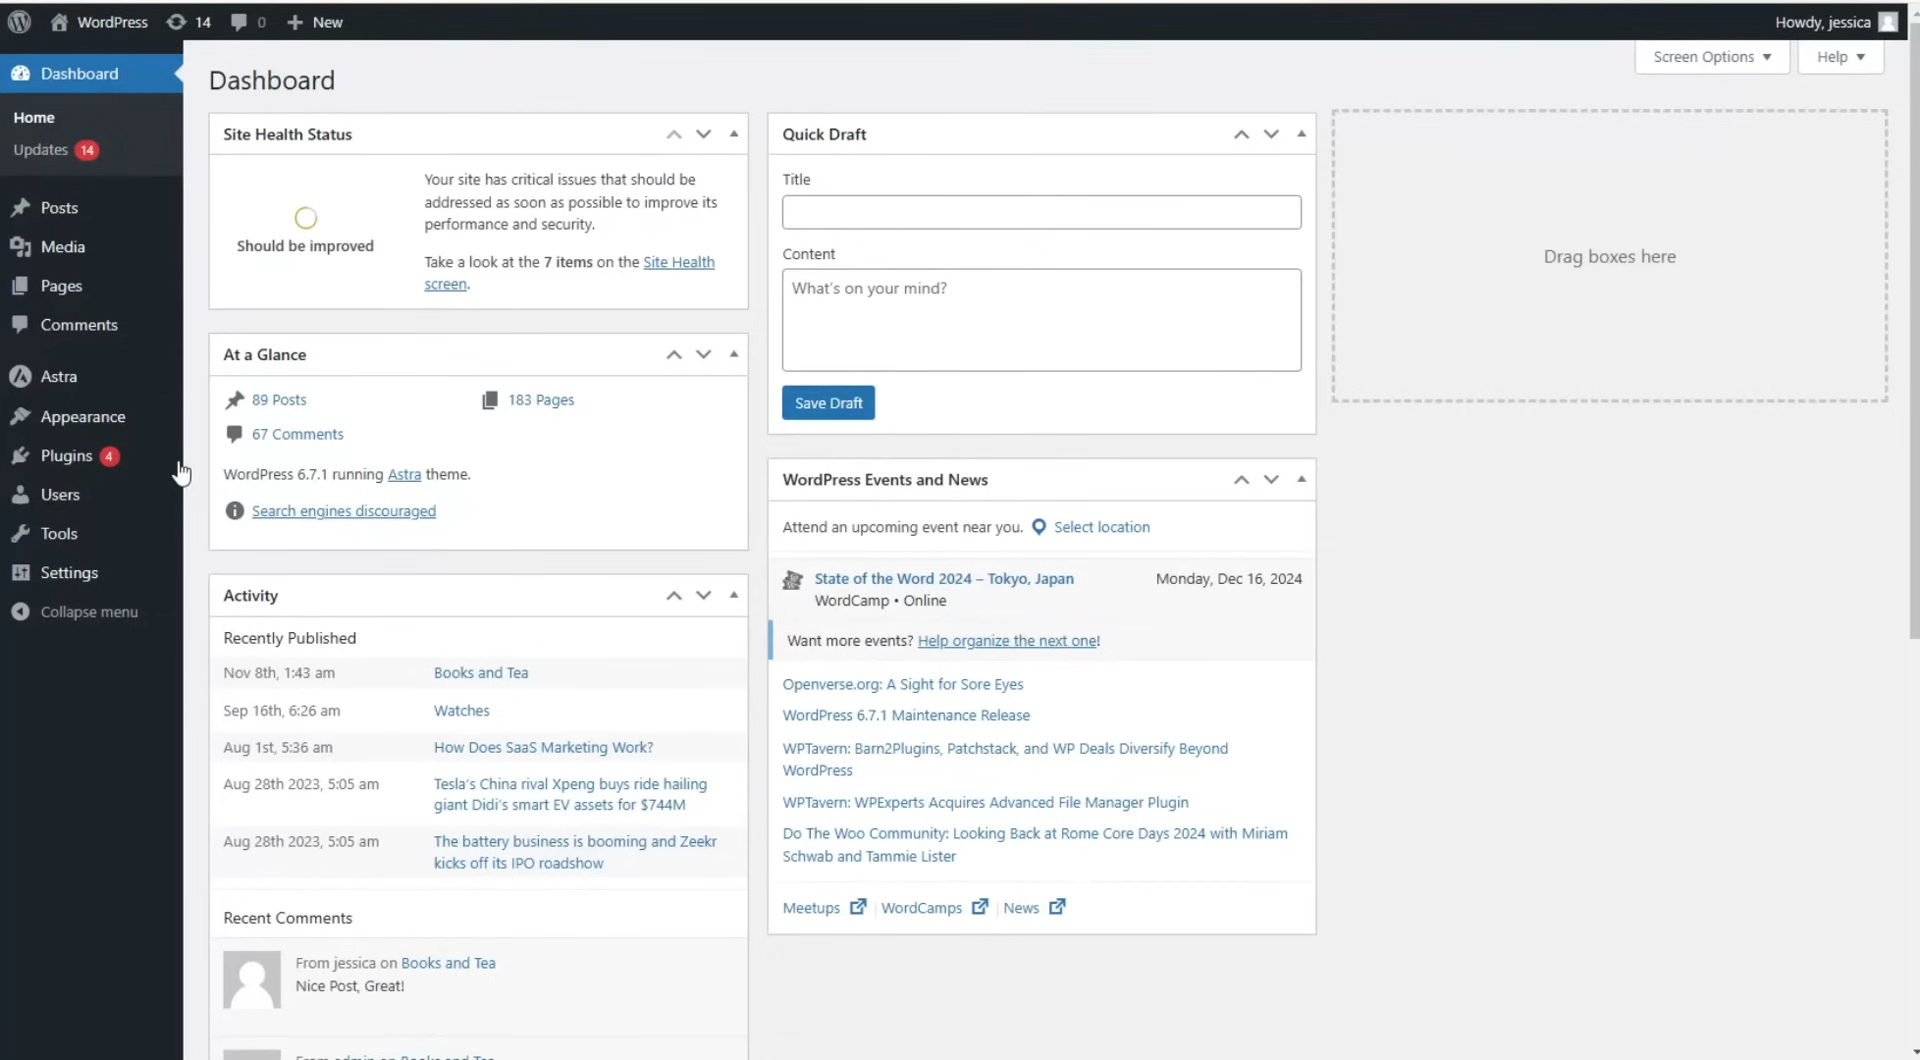 WordPress 14 0 New
Howdy, jessica
Screen Options
Help
Dashboard
Home
Updates 14
Posts
Media
Pages
Comments
Astra
Appearance
Plugins 4
Users
Tools
Settings
Collapse menu
Dashboard
Site Health Status
Should be improved
Your site has critical issues that should be
addressed as soon as possible to improve its
performance and security.
Take a look at the 7 items on the Site Health
screen.
At a Glance
89 Posts
183 Pages
67 Comments
WordPress 6.7.1 running Astra theme.
Search engines discouraged
Activity
Recently Published
Nov 8th, 1:43 am Books and Tea
Sep 16th, 6:26 am Watches
Aug 1st, 5:36 am How Does SaaS Marketing Work?
Aug 28th 2023, 5:05 am Tesla's China rival Xpeng buys ride hailing
giant Didi's smart EV assets for $744M
Aug 28th 2023, 5:05 am The battery business is booming and Zeekr
kicks off its IPO roadshow
Recent Comments
From jessica on Books and Tea
Nice Post, Great!
From admin on Books and Tea
Quick Draft
Title
Content
What's on your mind?
Save Draft
WordPress Events and News
Attend an upcoming event near you. Select location
State of the Word 2024 – Tokyo, Japan Monday, Dec 16, 2024
WordCamp • Online
Want more events? Help organize the next one!
Openverse.org: A Sight for Sore Eyes
WordPress 6.7.1 Maintenance Release
WPTavern: Barn2Plugins, Patchstack, and WP Deals Diversify Beyond
WordPress
WPTavern: WPExperts Acquires Advanced File Manager Plugin
Do The Woo Community: Looking Back at Rome Core Days 2024 with Miriam
Schwab and Tammie Lister
Meetups | WordCamps | News
Drag boxes here